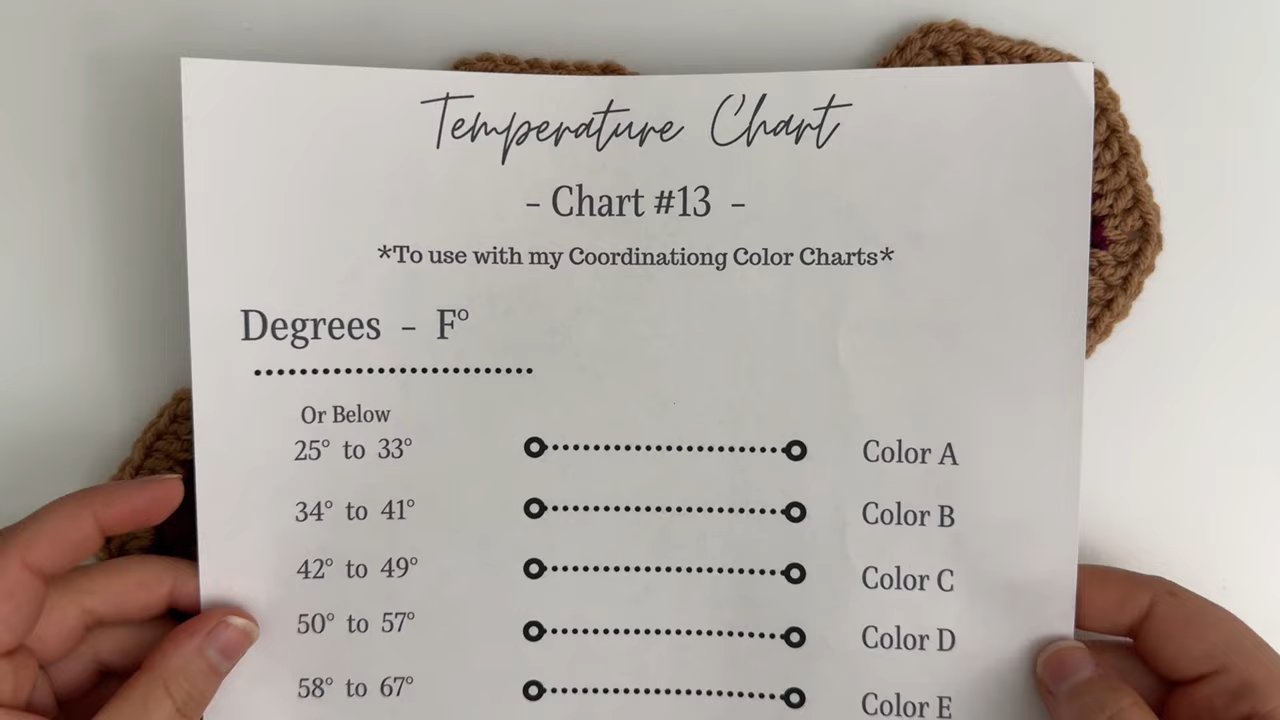 Temperature Chart
- Chart #13 -
*To use with my Coordinationg Color Charts*
Degrees - F°
Or Below
25° to 33° Color A
34° to 41° Color B
42° to 49° Color C
50° to 57° Color D
58° to 67° Color E